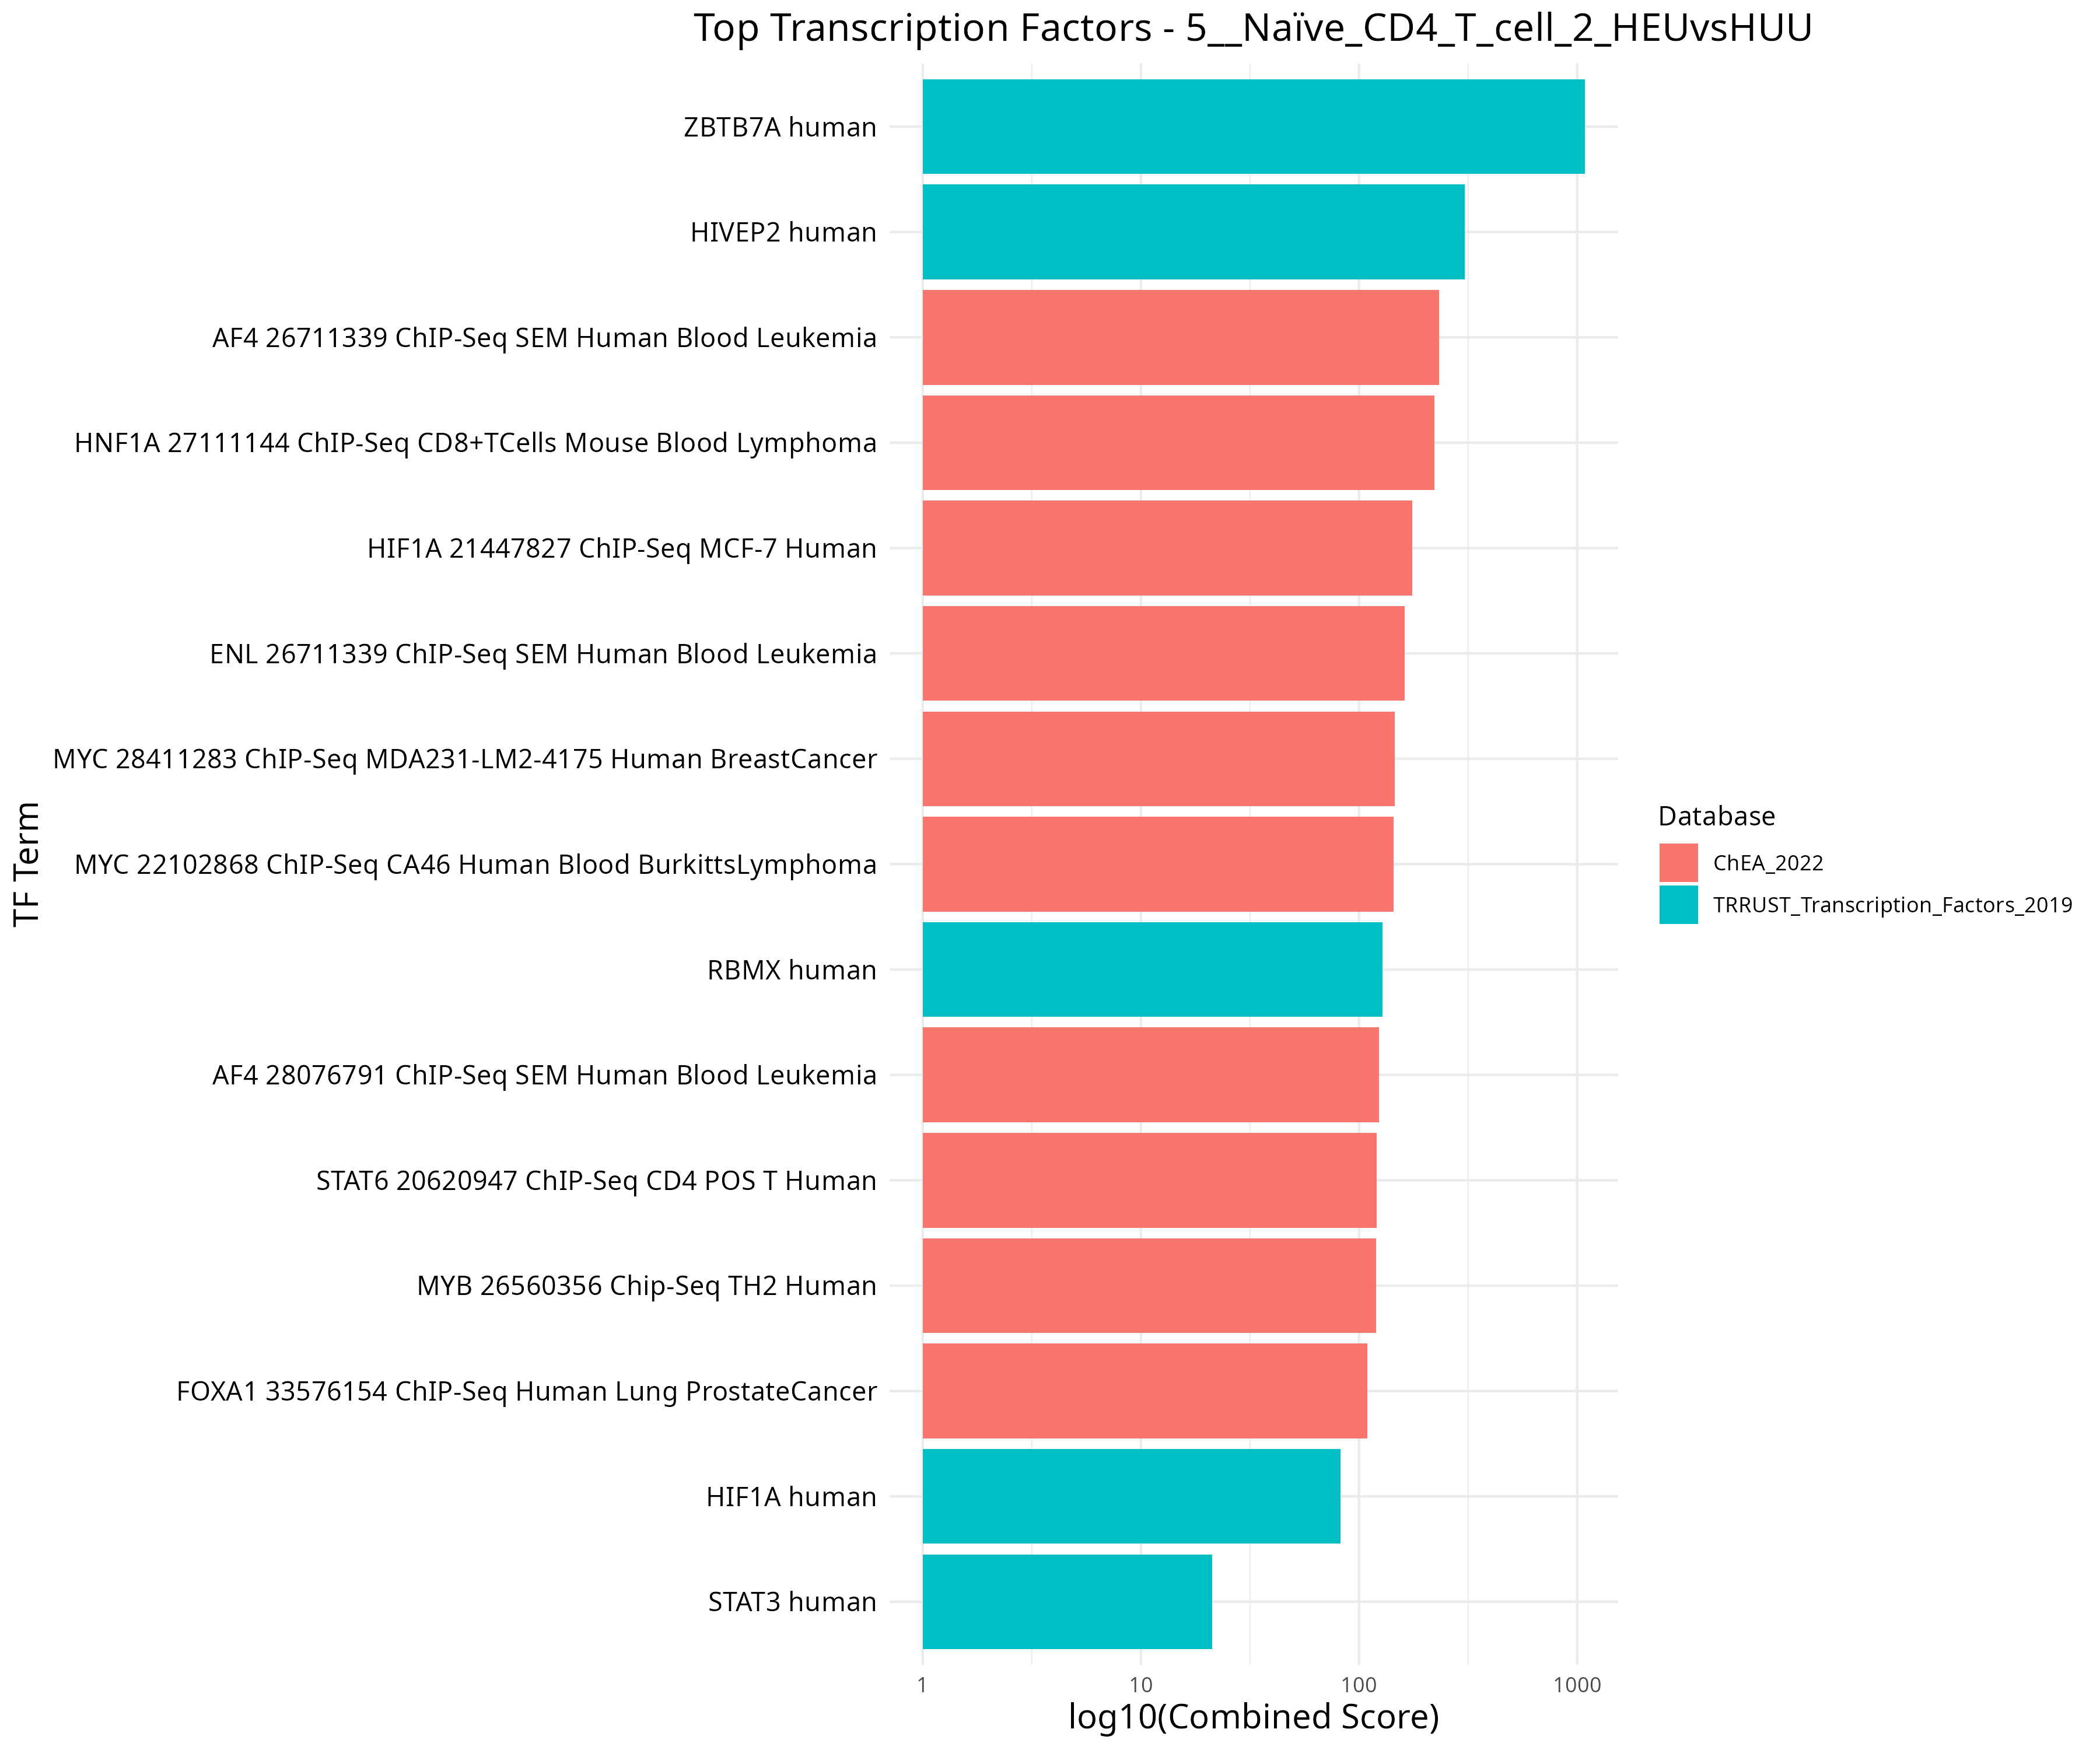 Top Transcription Factors - 5__Naïve_CD4_T_cell_2_HEUvsHUU
TF Term
ZBTB7A human
HIVEP2 human
AF4 26711339 ChIP-Seq SEM Human Blood Leukemia
HNF1A 27111144 ChIP-Seq CD8+TCells Mouse Blood Lymphoma
HIF1A 21447827 ChIP-Seq MCF-7 Human
ENL 26711339 ChIP-Seq SEM Human Blood Leukemia
MYC 28411283 ChIP-Seq MDA231-LM2-4175 Human BreastCancer
MYC 22102868 ChIP-Seq CA46 Human Blood BurkittsLymphoma
RBMX human
AF4 28076791 ChIP-Seq SEM Human Blood Leukemia
STAT6 20620947 ChIP-Seq CD4 POS T Human
MYB 26560356 Chip-Seq TH2 Human
FOXA1 33576154 ChIP-Seq Human Lung ProstateCancer
HIF1A human
STAT3 human
1 10 100 1000
log10(Combined Score)
Database
ChEA_2022
TRRUST_Transcription_Factors_2019